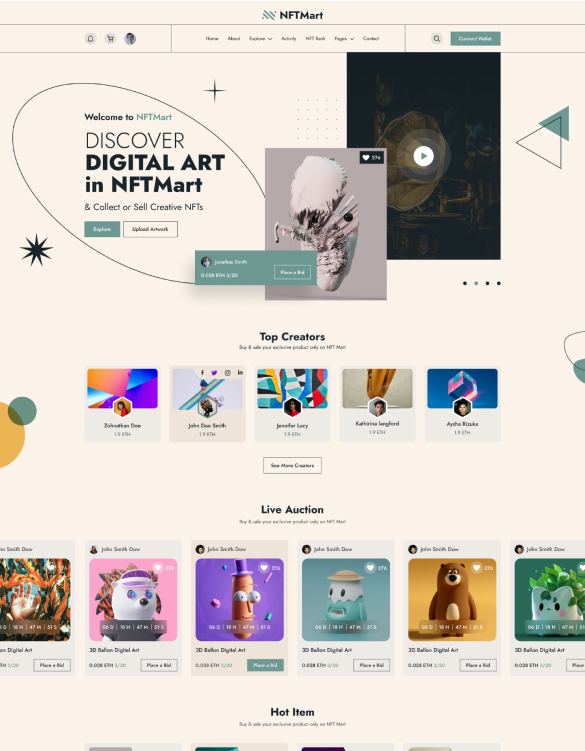 NFTMart
Home About Explore Activity NFT Rank Pages Contact
Connect Wallet
Welcome to NFTMart
DISCOVER
DIGITAL ART
in NFTMart
& Collect or Sell Creative NFTs
Explore Upload Artwork
276
Jonathan Smith
0.028 ETH 3/20
Place a Bid
Top Creators
Buy & sale your exclusive product only on NFT Mart
Zohnathan Doe
1.9 ETH
John Doe Smith
1.9 ETH
Jennifer Lucy
1.9 ETH
Kathirina langford
1.9 ETH
Aysha Rizuka
1.9 ETH
See More Creators
Live Auction
Buy & sale your exclusive product only on NFT Mart
hn Smith Dow
276
06 D 18 H 47 M 51 S
llon Digital Art
ETH 3/20 Place a Bid
John Smith Dow
276
06 D 18 H 47 M 51 S
3D Ballon Digital Art
0.028 ETH 3/20 Place a Bid
John Smith Dow
276
06 D 18 H 47 M 51 S
3D Ballon Digital Art
0.028 ETH 3/20 Place a Bid
John Smith Dow
276
06 D 18 H 47 M 51 S
3D Ballon Digital Art
0.028 ETH 3/20 Place a Bid
John Smith Dow
276
06 D 18 H 47 M 51 S
3D Ballon Digital Art
0.028 ETH 3/20 Place a Bid
John Smith Dow
06 D 18 H 47 M 51 S
3D Ballon Digital Art
0.028 ETH 3/20 Place
Hot Item
Buy & sale your exclusive product only on NFT Mart